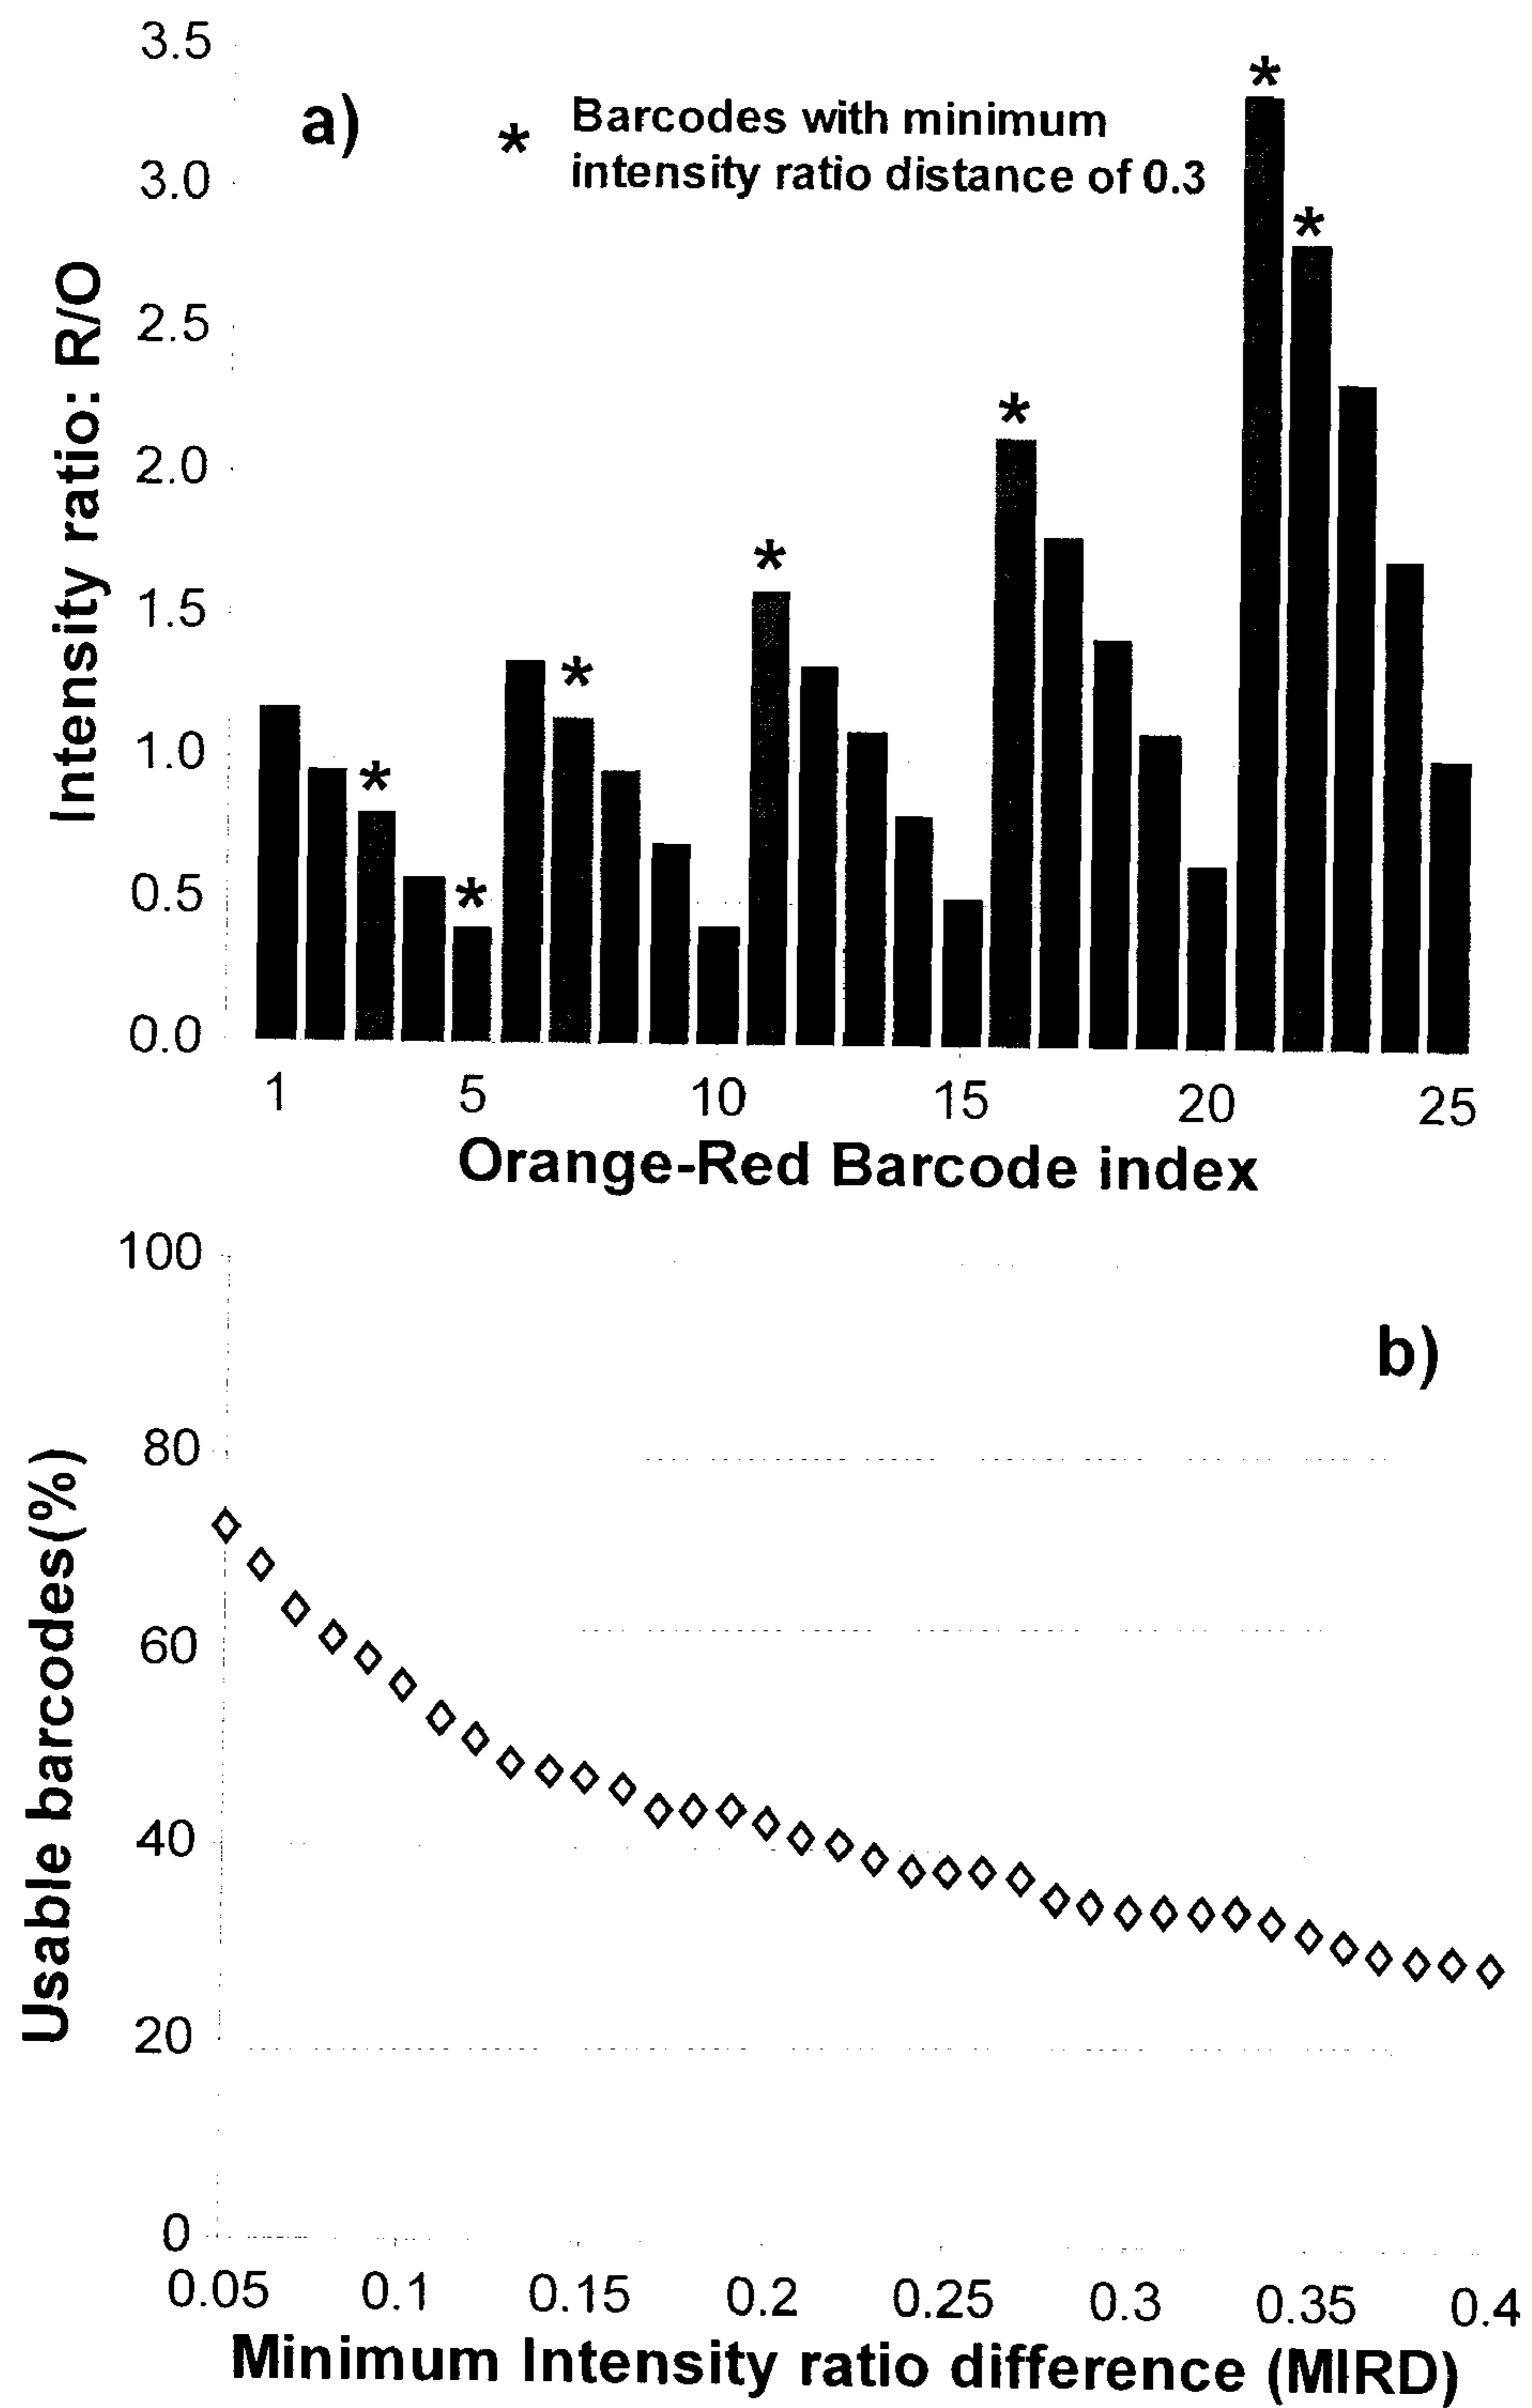 3.5
a)
* Barcodes with minimum
intensity ratio distance of 0.3
3.0
2.5
2.0
1.5
1.0
0.5
0.0
Intensity ratio: R/O
* * * * * * *
1 5 10 15 20 25
Orange-Red Barcode index
100
b)
80
60
40
20
0
Usable barcodes(%)
0.05 0.1 0.15 0.2 0.25 0.3 0.35 0.4
Minimum Intensity ratio difference (MIRD)